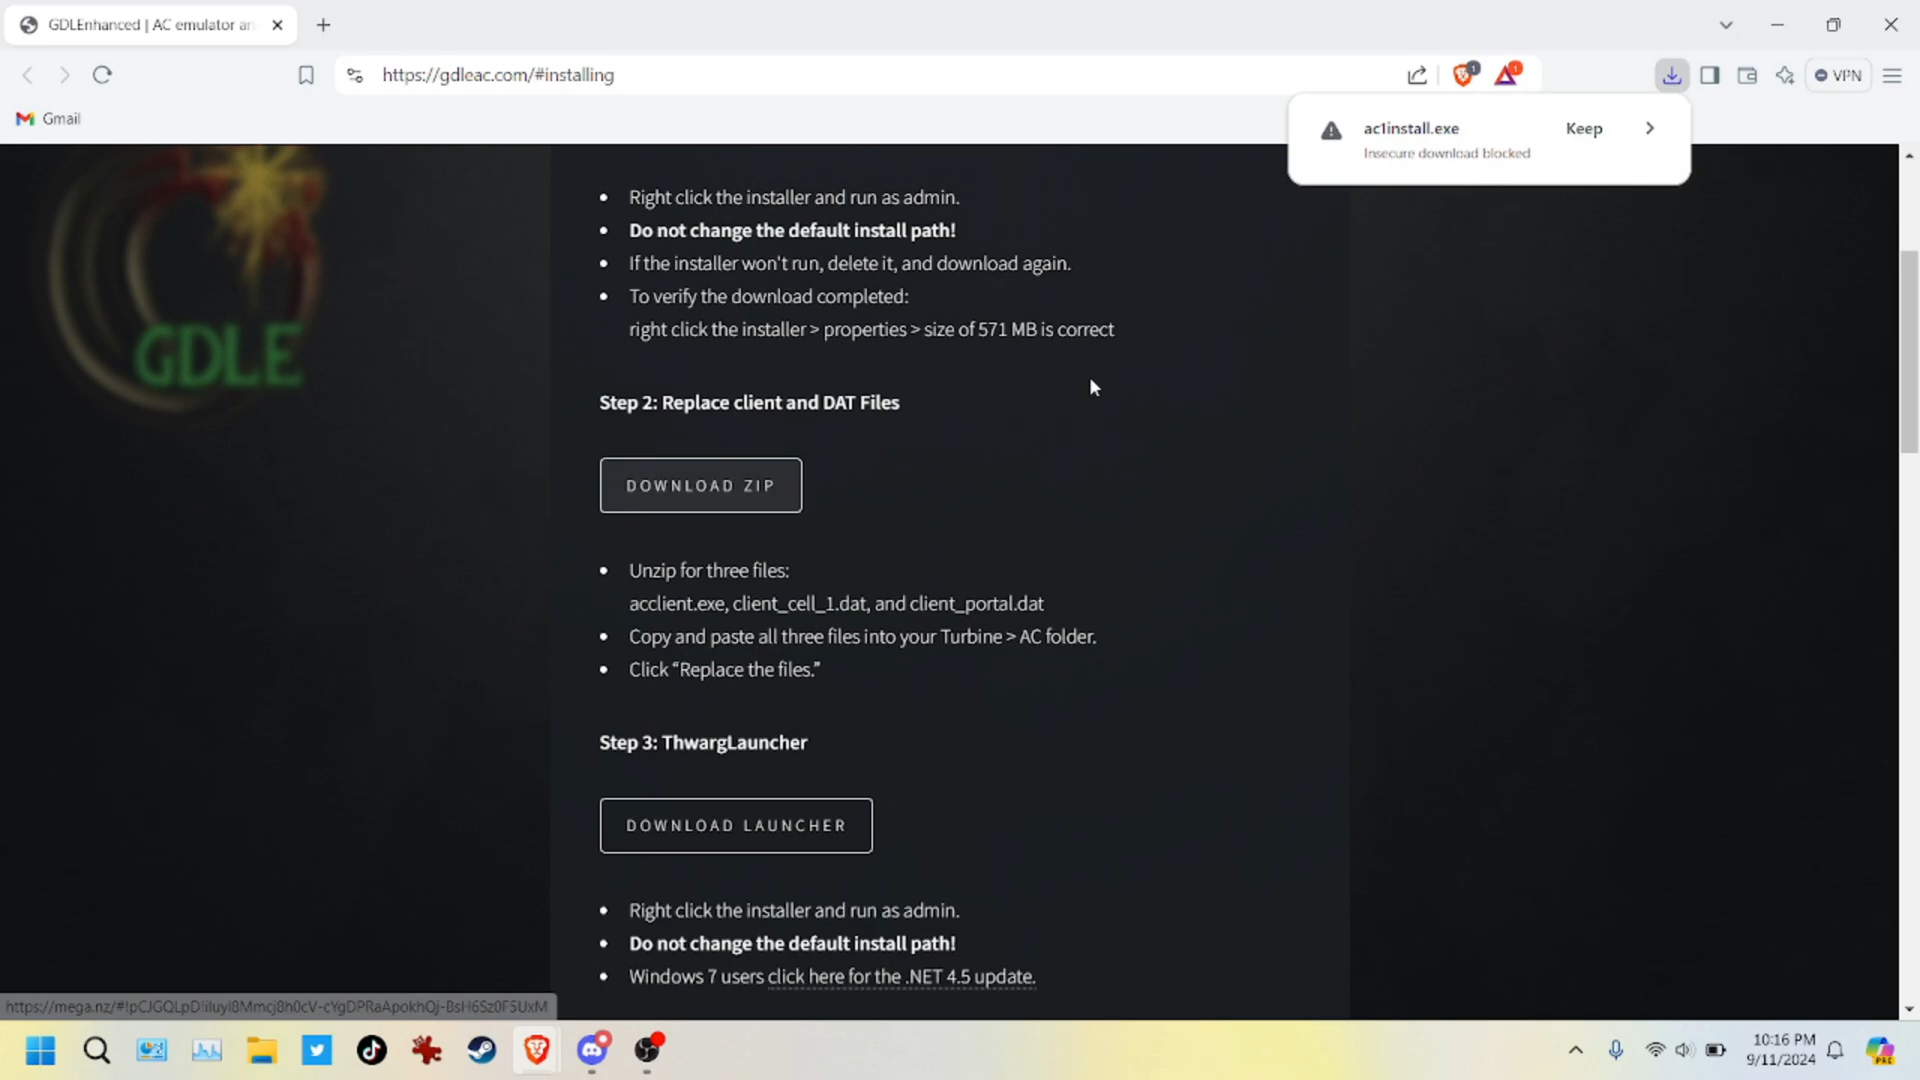 GDLEnhanced | AC emulator an
https://gdleac.com/#installing
1
1
VPN
Gmail
ac1install.exe
Keep
Insecure download blocked
GDLE
Right click the installer and run as admin.
Do not change the default install path!
If the installer won't run, delete it, and download again.
To verify the download completed:
right click the installer > properties > size of 571 MB is correct
Step 2: Replace client and DAT Files
DOWNLOAD ZIP
Unzip for three files:
acclient.exe, client_cell_1.dat, and client_portal.dat
Copy and paste all three files into your Turbine > AC folder.
Click “Replace the files.”
Step 3: ThwargLauncher
DOWNLOAD LAUNCHER
Right click the installer and run as admin.
Do not change the default install path!
Windows 7 users click here for the .NET 4.5 update.
10:16 PM
9/11/2024
PRE